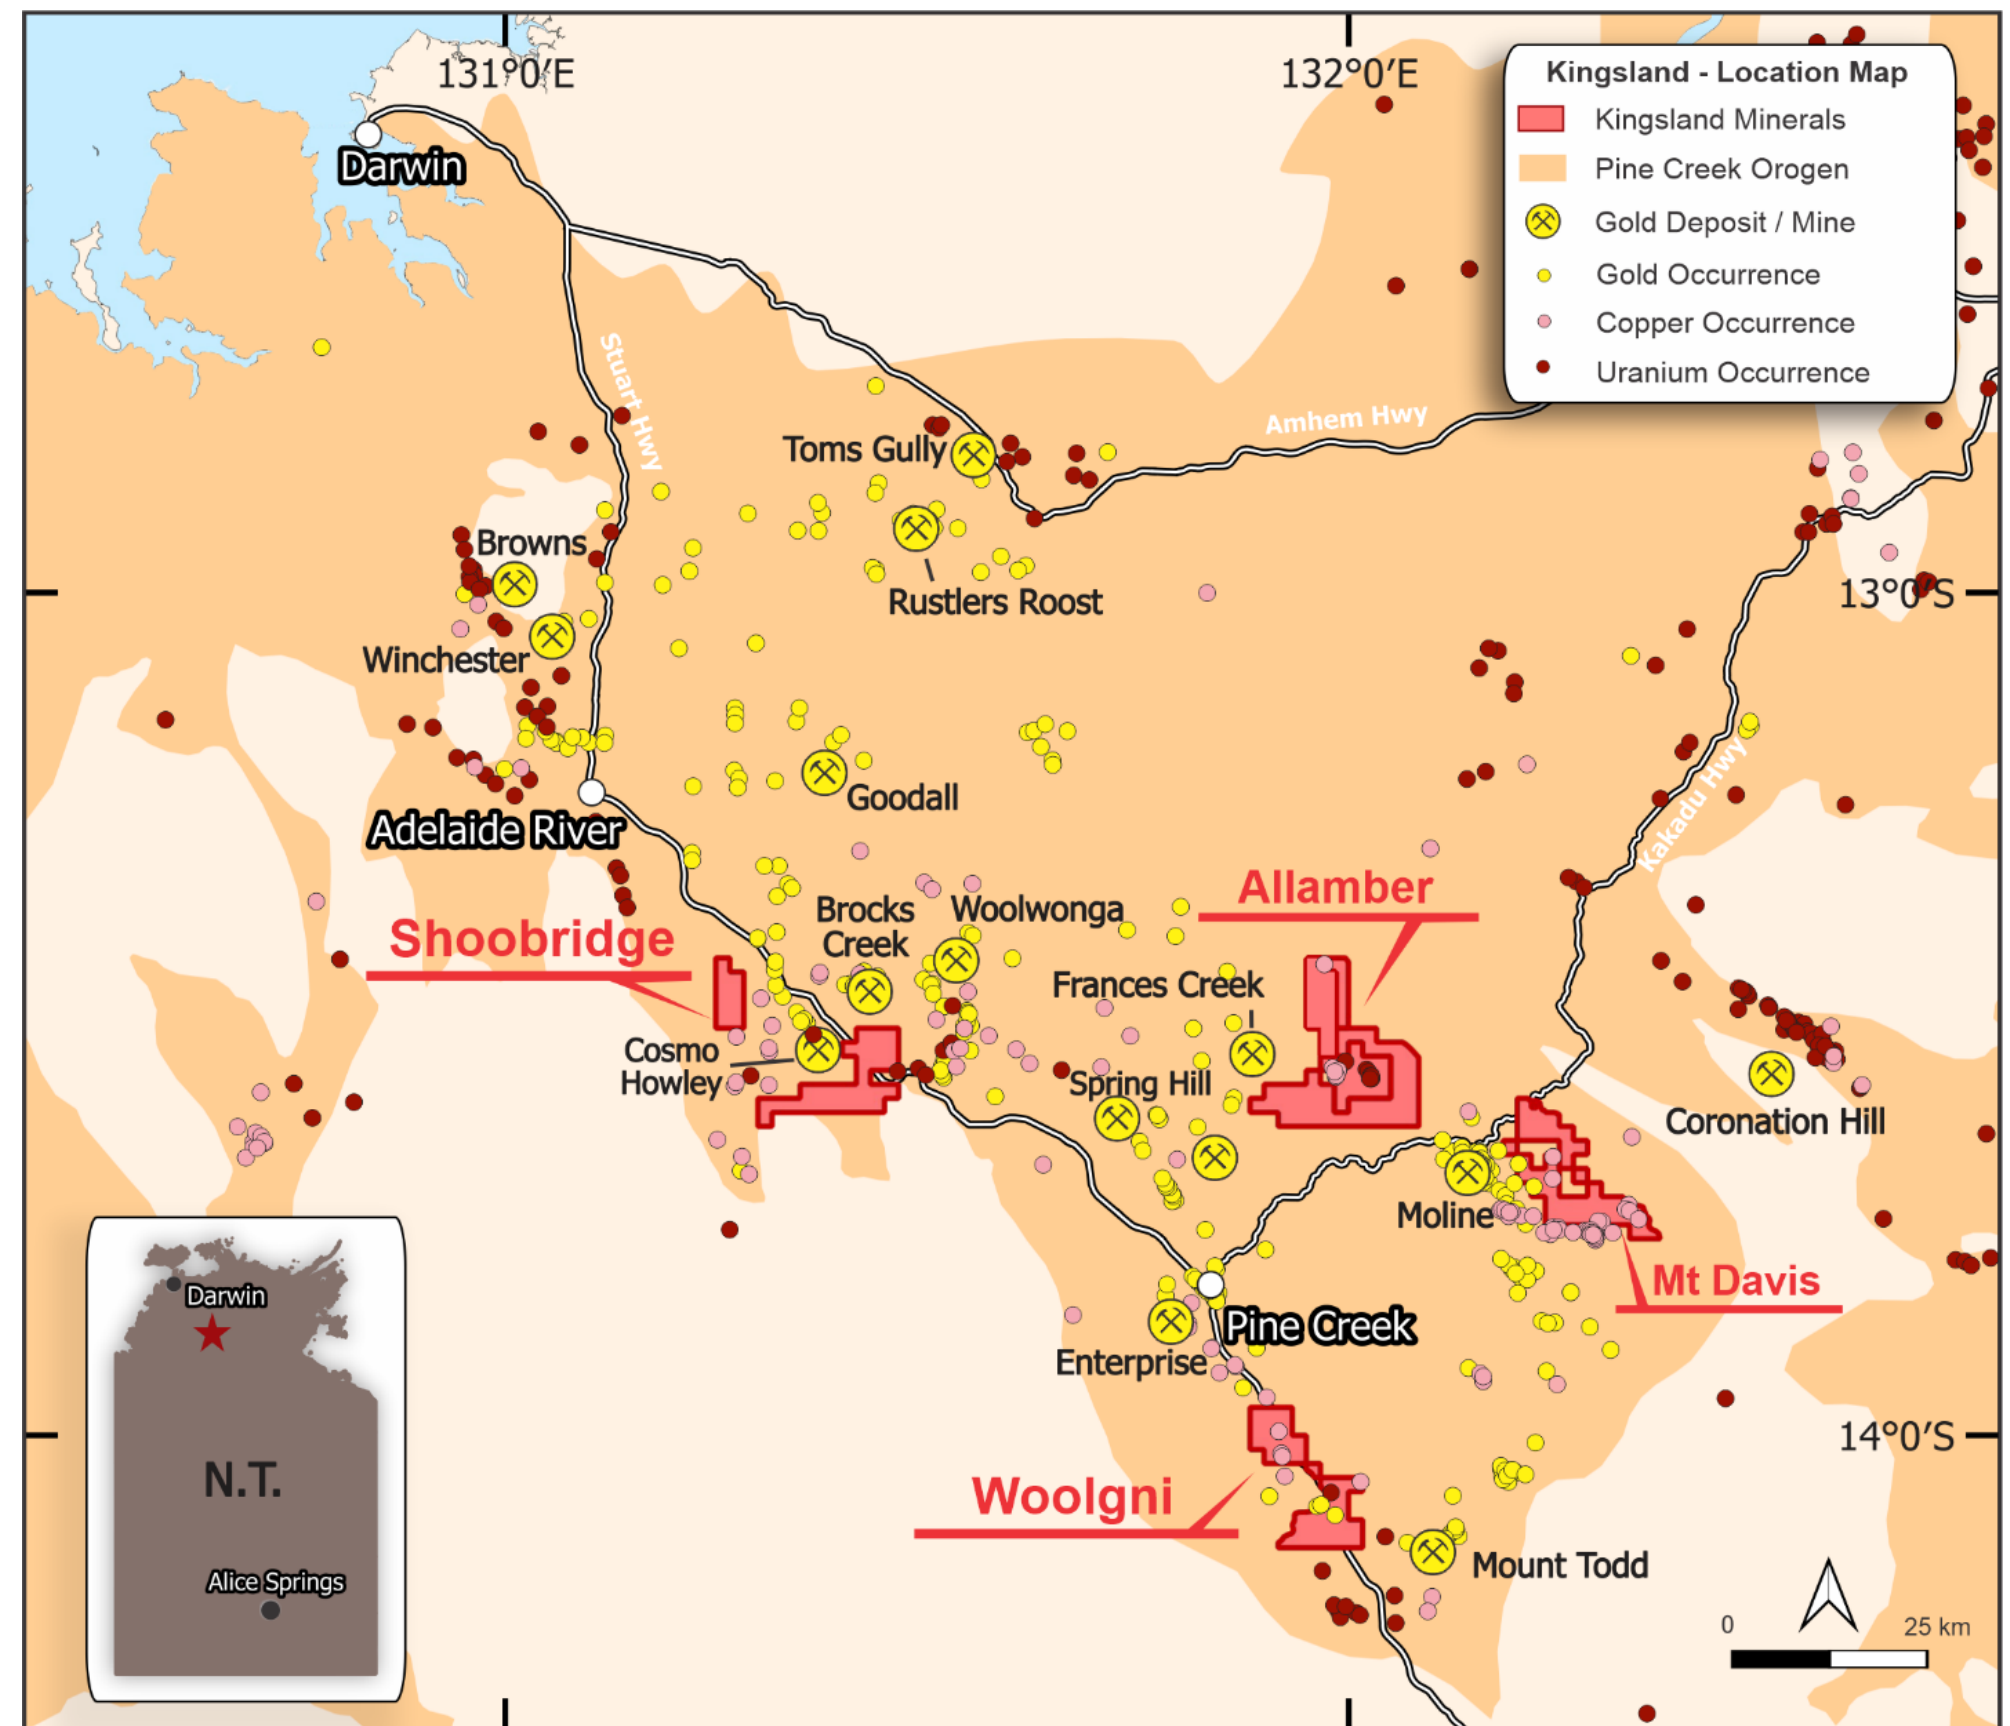 131°0'E
132°0'E
Kingsland - Location Map
Kingsland Minerals
Pine Creek Orogen
Gold Deposit / Mine
Gold Occurrence
Copper Occurrence
Uranium Occurrence
Darwin
Stuart Hwy
Amhem Hwy
Toms Gully
Browns
Rustlers Roost
13°0'S
Winchester
Goodall
Adelaide River
Kakadu Hwy
Allamber
Brocks
Creek
Woolwonga
Shoobridge
Frances Creek
Cosmo
Howley
Spring Hill
Coronation Hill
Moline
Mt Davis
Darwin
Pine Creek
Enterprise
14°0'S
N.T.
Woolgni
Mount Todd
Alice Springs
0
25 km